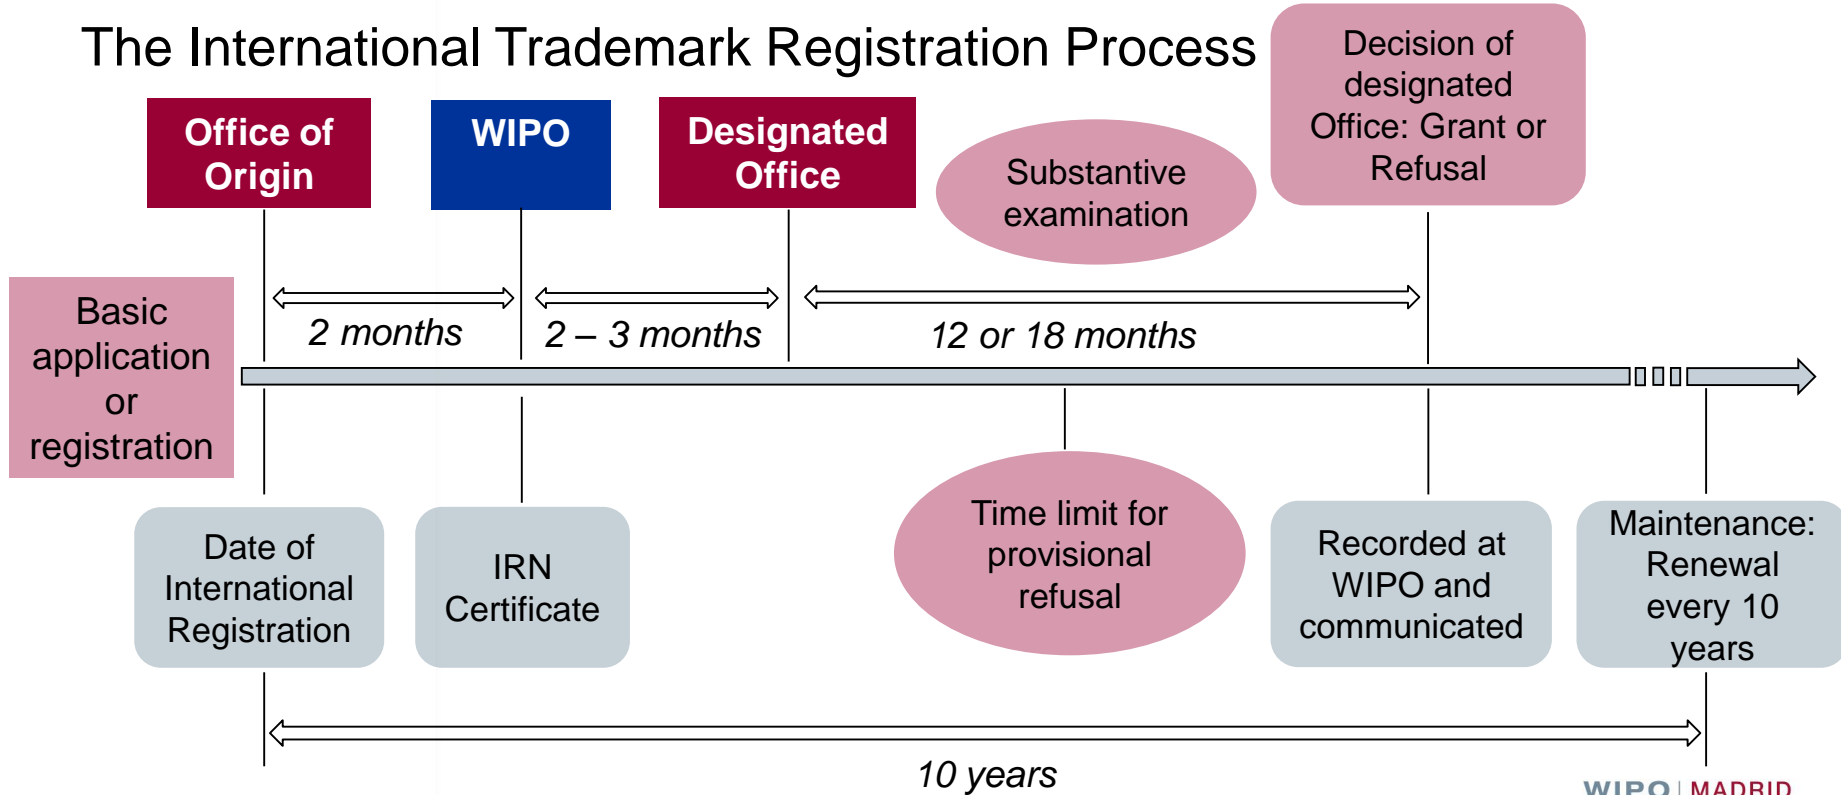 The International Trademark Registration Process
Decision of
designated
Office: Grant or
Refusal
Office of
Origin
WIPO
Designated
Office
Substantive
examination
Basic
application
or
registration
2 months
2 – 3 months
12 or 18 months
Date of
International
Registration
IRN
Certificate
Time limit for
provisional
refusal
Recorded at
WIPO and
communicated
Maintenance:
Renewal
every 10
years
10 years
WIPO | MADRID